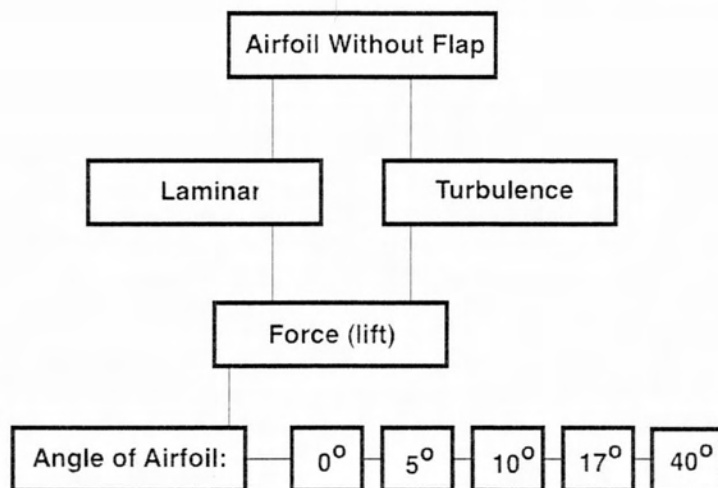 Airfoil Without Flap
Laminar
Turbulence
Force (lift)
Angle of Airfoil: 0° 5° 10° 17° 40°